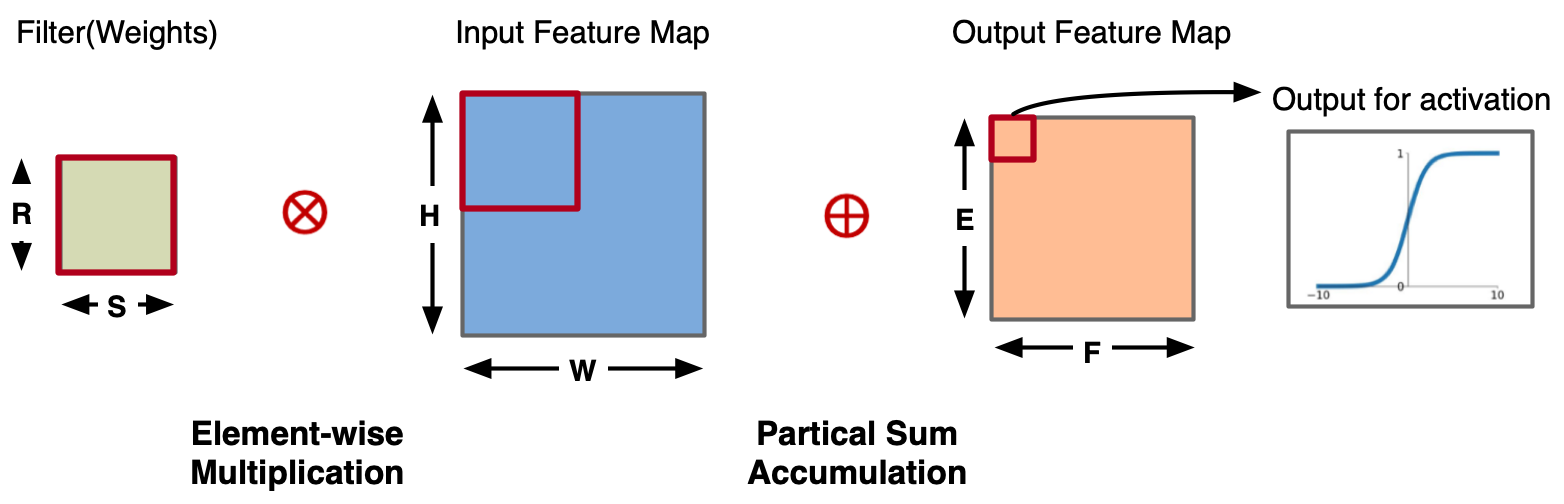 Filter(Weights)
Input Feature Map
Output Feature Map
Output for activation
R
S
H
W
E
F
1
0
−10
10
Element-wise
Multiplication
Partical Sum
Accumulation